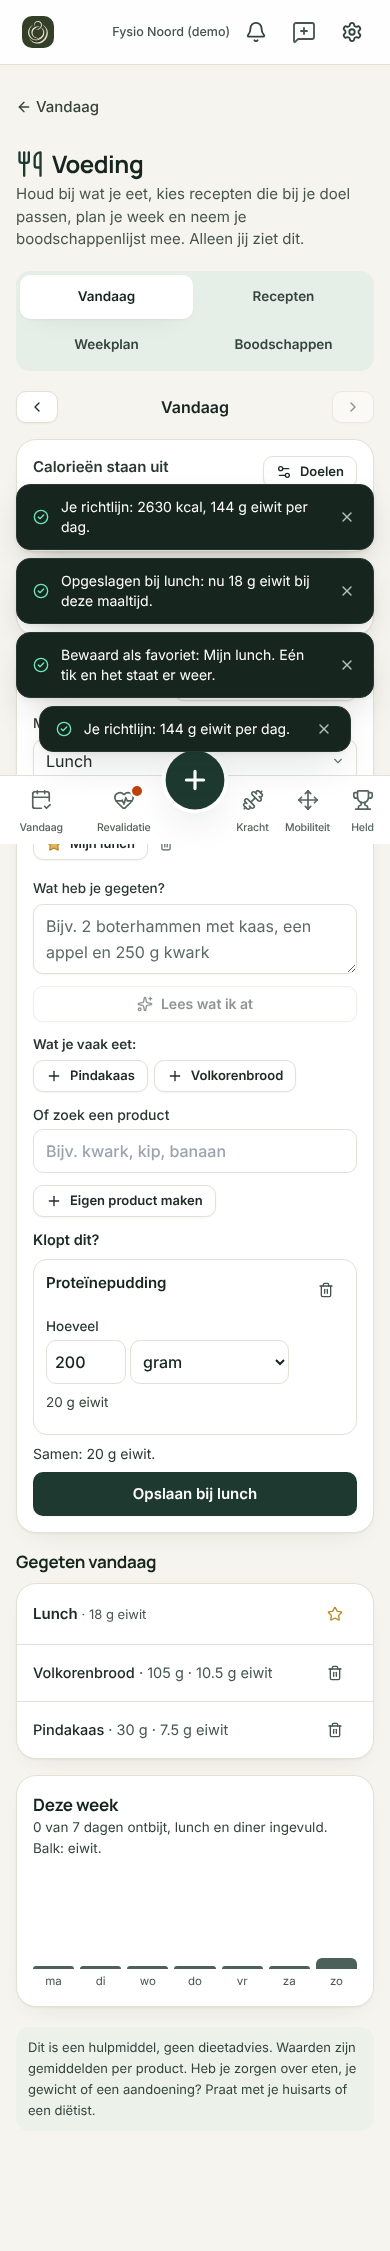 Fysio Noord (demo)
Vandaag
Voeding
Houd bij wat je eet, kies recepten die bij je doel
passen, plan je week en neem je
boodschappenlijst mee. Alleen jij ziet dit.
Vandaag
Recepten
Weekplan
Boodschappen
Vandaag
Calorieën staan uit
Doelen
Je richtlijn: 2630 kcal, 144 g eiwit per
dag.
Opgeslagen bij lunch: nu 18 g eiwit bij
deze maaltijd.
Bewaard als favoriet: Mijn lunch. Eén
tik en het staat er weer.
Je richtlijn: 144 g eiwit per dag.
Lunch
Vandaag
Revalidatie
Kracht
Mobiliteit
Held
Mijn lunch
Wat heb je gegeten?
Bijv. 2 boterhammen met kaas, een
appel en 250 g kwark
Lees wat ik at
Wat je vaak eet:
Pindakaas
Volkorenbrood
Of zoek een product
Bijv. kwark, kip, banaan
Eigen product maken
Klopt dit?
Proteïnepudding
Hoeveel
200
gram
20 g eiwit
Samen: 20 g eiwit.
Opslaan bij lunch
Gegeten vandaag
Lunch · 18 g eiwit
Volkorenbrood · 105 g · 10.5 g eiwit
Pindakaas · 30 g · 7.5 g eiwit
Deze week
0 van 7 dagen ontbijt, lunch en diner ingevuld.
Balk: eiwit.
ma di wo do vr za zo
Dit is een hulpmiddel, geen dieetadvies. Waarden zijn
gemiddelden per product. Heb je zorgen over eten, je
gewicht of een aandoening? Praat met je huisarts of
een diëtist.